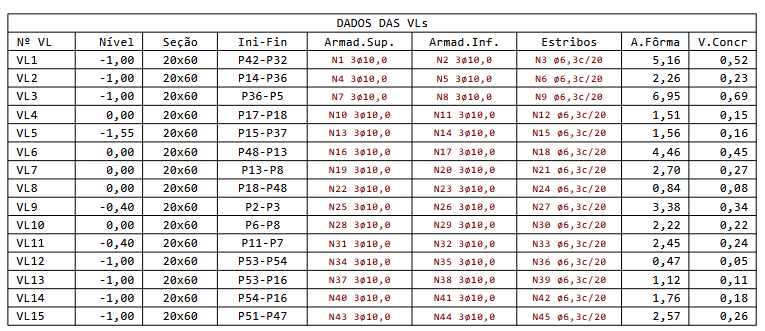 DADOS DAS VLs
Nº VL Nível Seção Ini-Fin Armad.Sup. Armad.Inf. Estribos A.Fôrma V.Concr
VL1 -1,00 20x60 P42-P32 N1 3ø10,0 N2 3ø10,0 N3 ø6,3c/20 5,16 0,52
VL2 -1,00 20x60 P14-P36 N4 3ø10,0 N5 3ø10,0 N6 ø6,3c/20 2,26 0,23
VL3 -1,00 20x60 P36-P5 N7 3ø10,0 N8 3ø10,0 N9 ø6,3c/20 6,95 0,69
VL4 0,00 20x60 P17-P18 N10 3ø10,0 N11 3ø10,0 N12 ø6,3c/20 1,51 0,15
VL5 -1,55 20x60 P15-P37 N13 3ø10,0 N14 3ø10,0 N15 ø6,3c/20 1,56 0,16
VL6 0,00 20x60 P48-P13 N16 3ø10,0 N17 3ø10,0 N18 ø6,3c/20 4,46 0,45
VL7 0,00 20x60 P13-P8 N19 3ø10,0 N20 3ø10,0 N21 ø6,3c/20 2,70 0,27
VL8 0,00 20x60 P18-P48 N22 3ø10,0 N23 3ø10,0 N24 ø6,3c/20 0,84 0,08
VL9 -0,40 20x60 P2-P3 N25 3ø10,0 N26 3ø10,0 N27 ø6,3c/20 3,38 0,34
VL10 0,00 20x60 P6-P8 N28 3ø10,0 N29 3ø10,0 N30 ø6,3c/20 2,22 0,22
VL11 -0,40 20x60 P11-P7 N31 3ø10,0 N32 3ø10,0 N33 ø6,3c/20 2,45 0,24
VL12 -1,00 20x60 P53-P54 N34 3ø10,0 N35 3ø10,0 N36 ø6,3c/20 0,47 0,05
VL13 -1,00 20x60 P53-P16 N37 3ø10,0 N38 3ø10,0 N39 ø6,3c/20 1,12 0,11
VL14 -1,00 20x60 P54-P16 N40 3ø10,0 N41 3ø10,0 N42 ø6,3c/20 1,76 0,18
VL15 -1,00 20x60 P51-P47 N43 3ø10,0 N44 3ø10,0 N45 ø6,3c/20 2,57 0,26